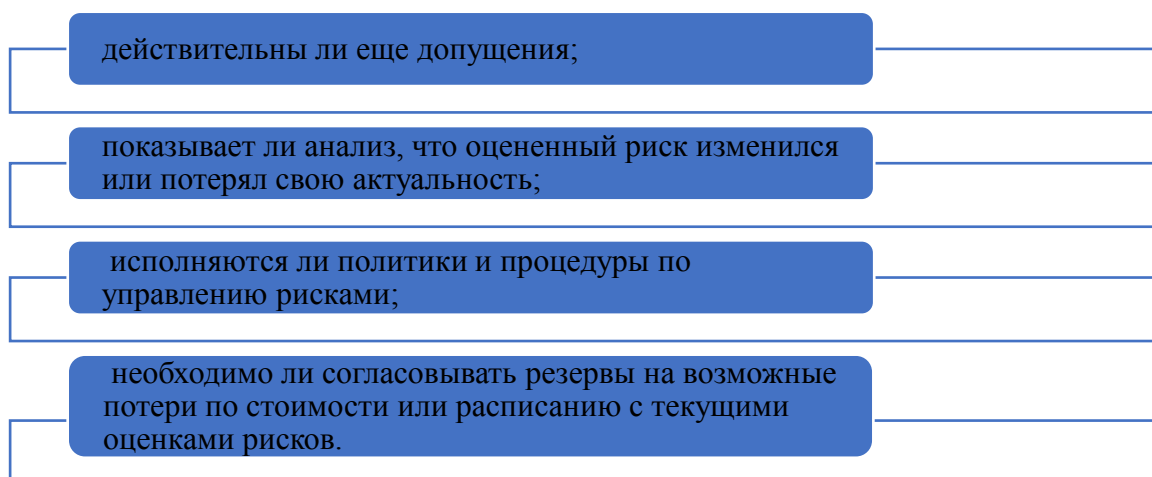 действительны ли еще допущения;
показывает ли анализ, что оцененный риск изменился
или потерял свою актуальность;
исполняются ли политики и процедуры по
управлению рисками;
необходимо ли согласовывать резервы на возможные
потери по стоимости или расписанию с текущими
оценками рисков.